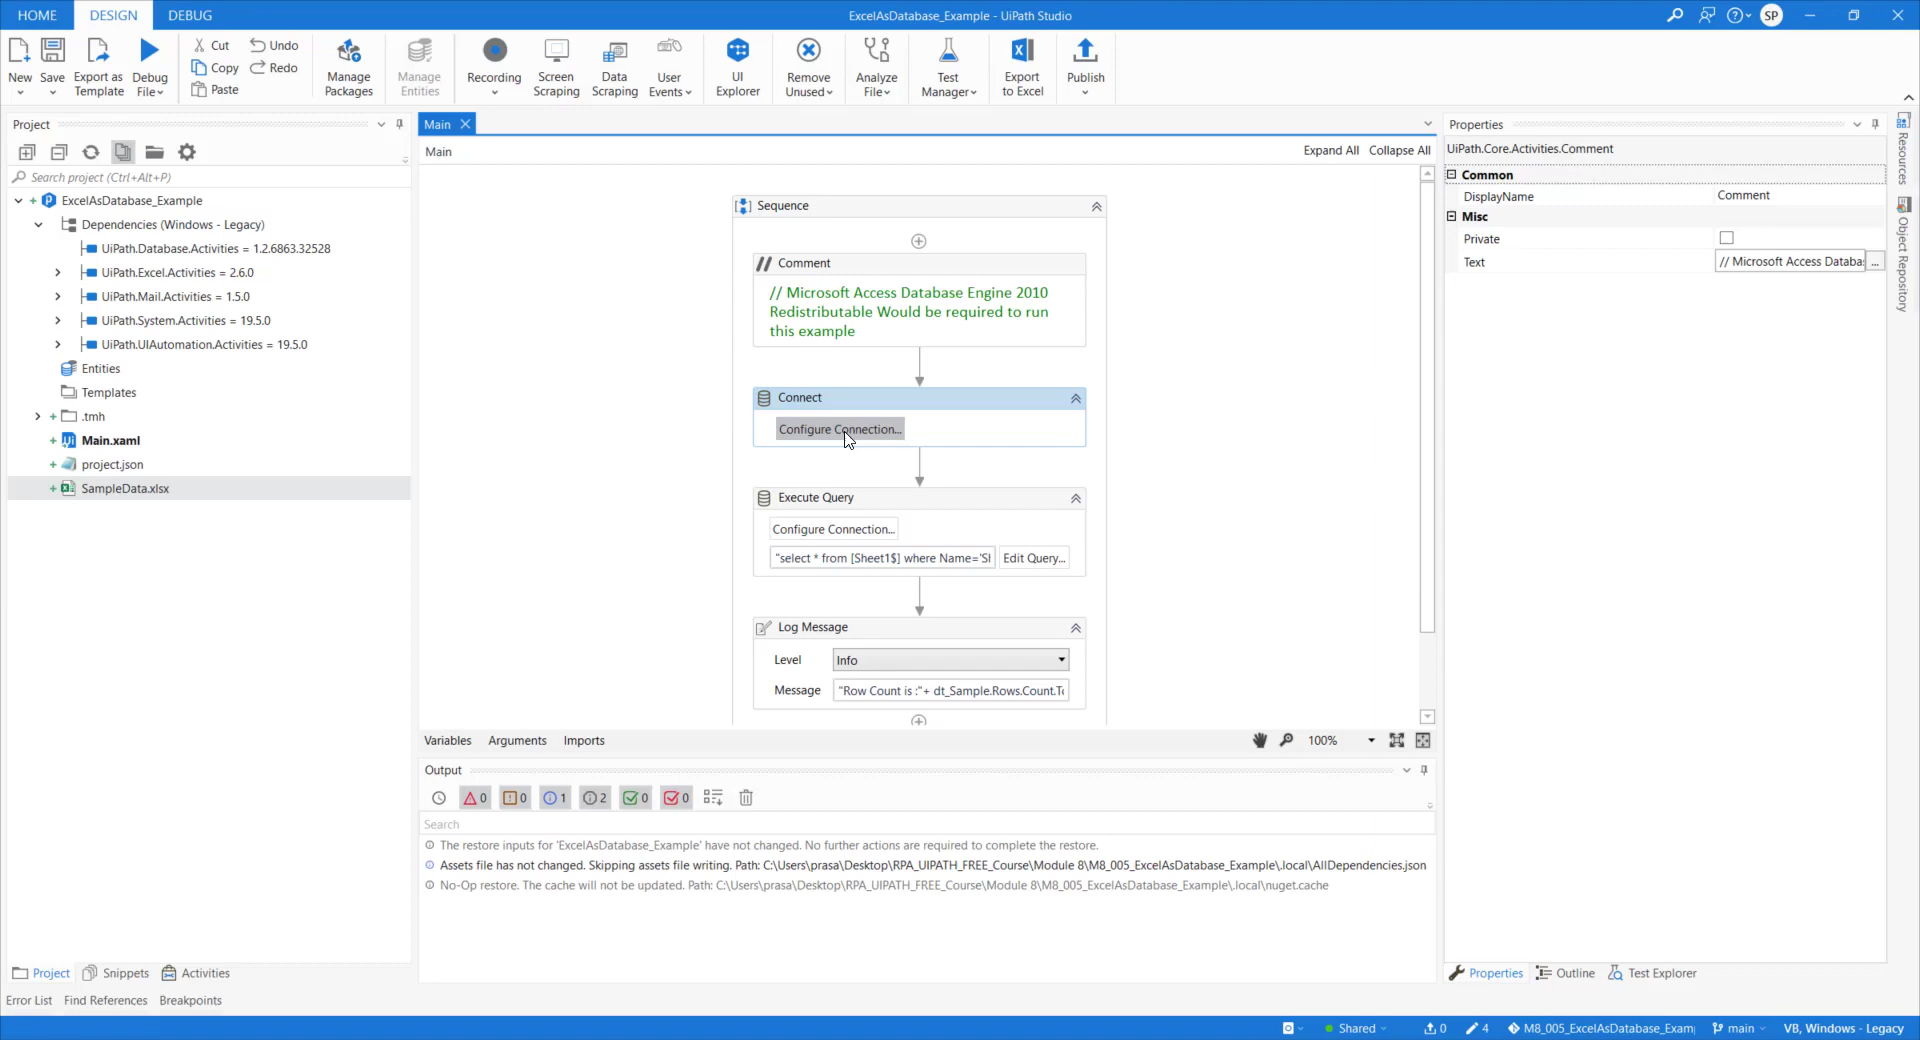 HOME
DESIGN
DEBUG
ExcelAsDatabase_Example - UiPath Studio
SP
New
Save
Export as
Template
Debug
File
Cut
Copy
Paste
Undo
Redo
Manage
Packages
Manage
Entities
Recording
Screen
Scraping
Data
Scraping
User
Events
UI
Explorer
Remove
Unused
Analyze
File
Test
Manager
Export
to Excel
Publish
Project
Search project (Ctrl+Alt+P)
ExcelAsDatabase_Example
Dependencies (Windows - Legacy)
UiPath.Database.Activities = 1.2.6863.32528
UiPath.Excel.Activities = 2.6.0
UiPath.Mail.Activities = 1.5.0
UiPath.System.Activities = 19.5.0
UiPath.UIAutomation.Activities = 19.5.0
Entities
Templates
.tmh
Main.xaml
project.json
SampleData.xlsx
Project
Snippets
Activities
Main
Main
Expand All
Collapse All
Sequence
Comment
// Microsoft Access Database Engine 2010
Redistributable Would be required to run
this example
Connect
Configure Connection...
Execute Query
Configure Connection...
"select * from [Sheet1$] where Name='SI
Edit Query...
Log Message
Level
Info
Message
"Row Count is :"+ dt_Sample.Rows.Count.T
Variables
Arguments
Imports
100%
Output
0
0
1
2
0
0
Search
The restore inputs for 'ExcelAsDatabase_Example' have not changed. No further actions are required to complete the restore.
Assets file has not changed. Skipping assets file writing. Path: C:\Users\prasa\Desktop\RPA_UIPATH_FREE_Course\Module 8\M8_005_ExcelAsDatabase_Example\.local\AllDependencies.json
No-Op restore. The cache will not be updated. Path: C:\Users\prasa\Desktop\RPA_UIPATH_FREE_Course\Module 8\M8_005_ExcelAsDatabase_Example\.local\nuget.cache
Properties
UiPath.Core.Activities.Comment
Common
DisplayName
Comment
Misc
Private
Text
// Microsoft Access Databa
...
Properties
Outline
Test Explorer
Resources
Object Repository
Error List
Find References
Breakpoints
Shared
0
4
M8_005_ExcelAsDatabase_Exam
main
VB, Windows - Legacy